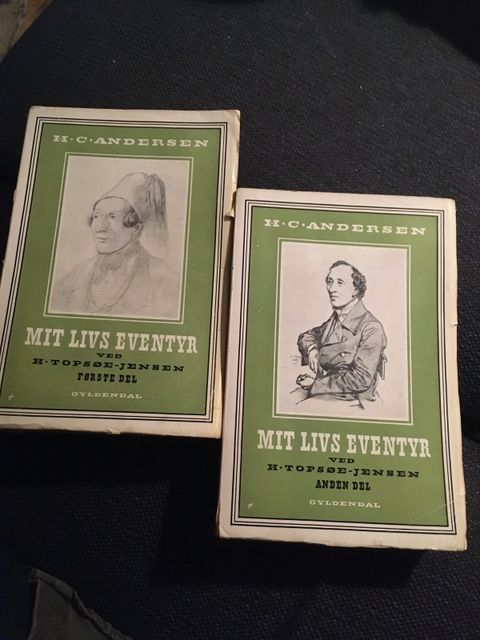 H·C·ANDERSEN
MIT LIVS EVENTYR
VED
H·TOPSØE-JENSEN
FØRSTE DEL
GYLDENDAL
H·C·ANDERSEN
MIT LIVS EVENTYR
VED
H·TOPSØE-JENSEN
ANDEN DEL
GYLDENDAL